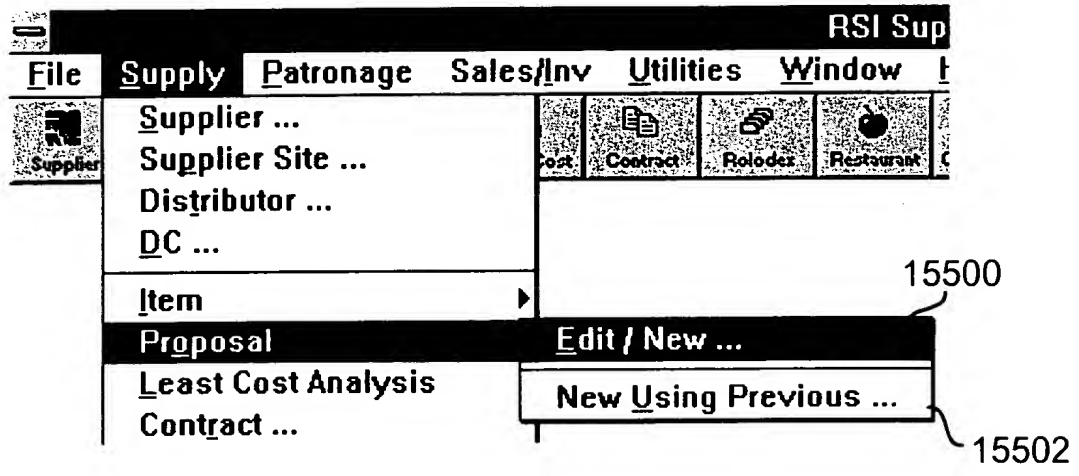 RSI Sup
File Supply Patronage Sales/Inv Utilities Window H
Supplier Cost Contract Rolodex Restaurant
Supplier ...
Supplier Site ...
Distributor ...
DC ...
Item
Proposal
Least Cost Analysis
Contract ...
15500
Edit / New ...
New Using Previous ...
15502